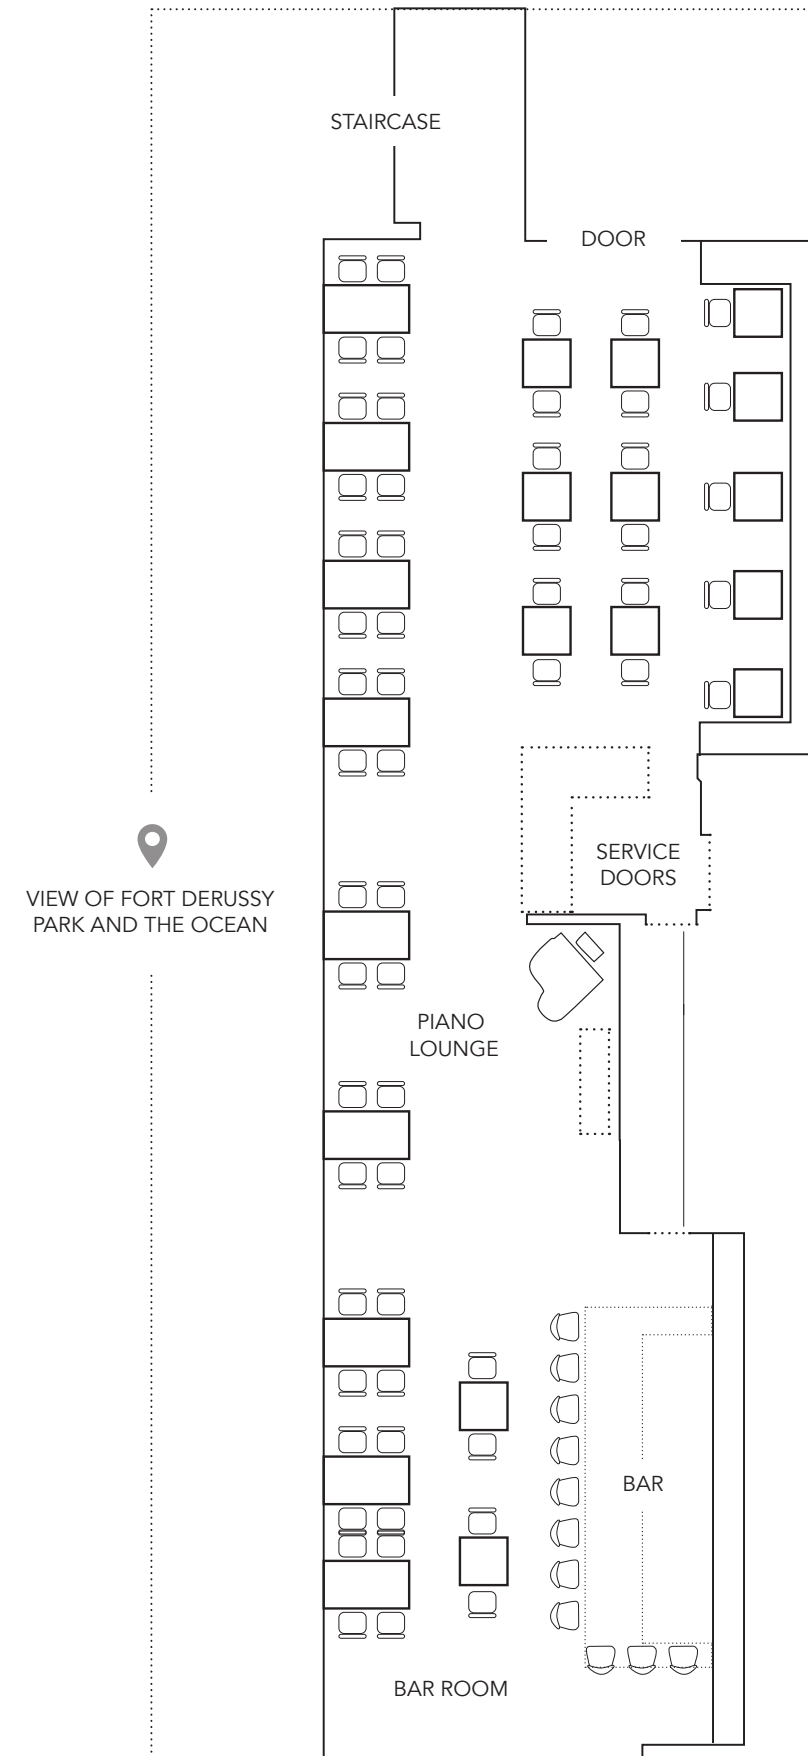 STAIRCASE
DOOR
SERVICE
DOORS
VIEW OF FORT DERUSSY
PARK AND THE OCEAN
PIANO
LOUNGE
BAR
BAR ROOM